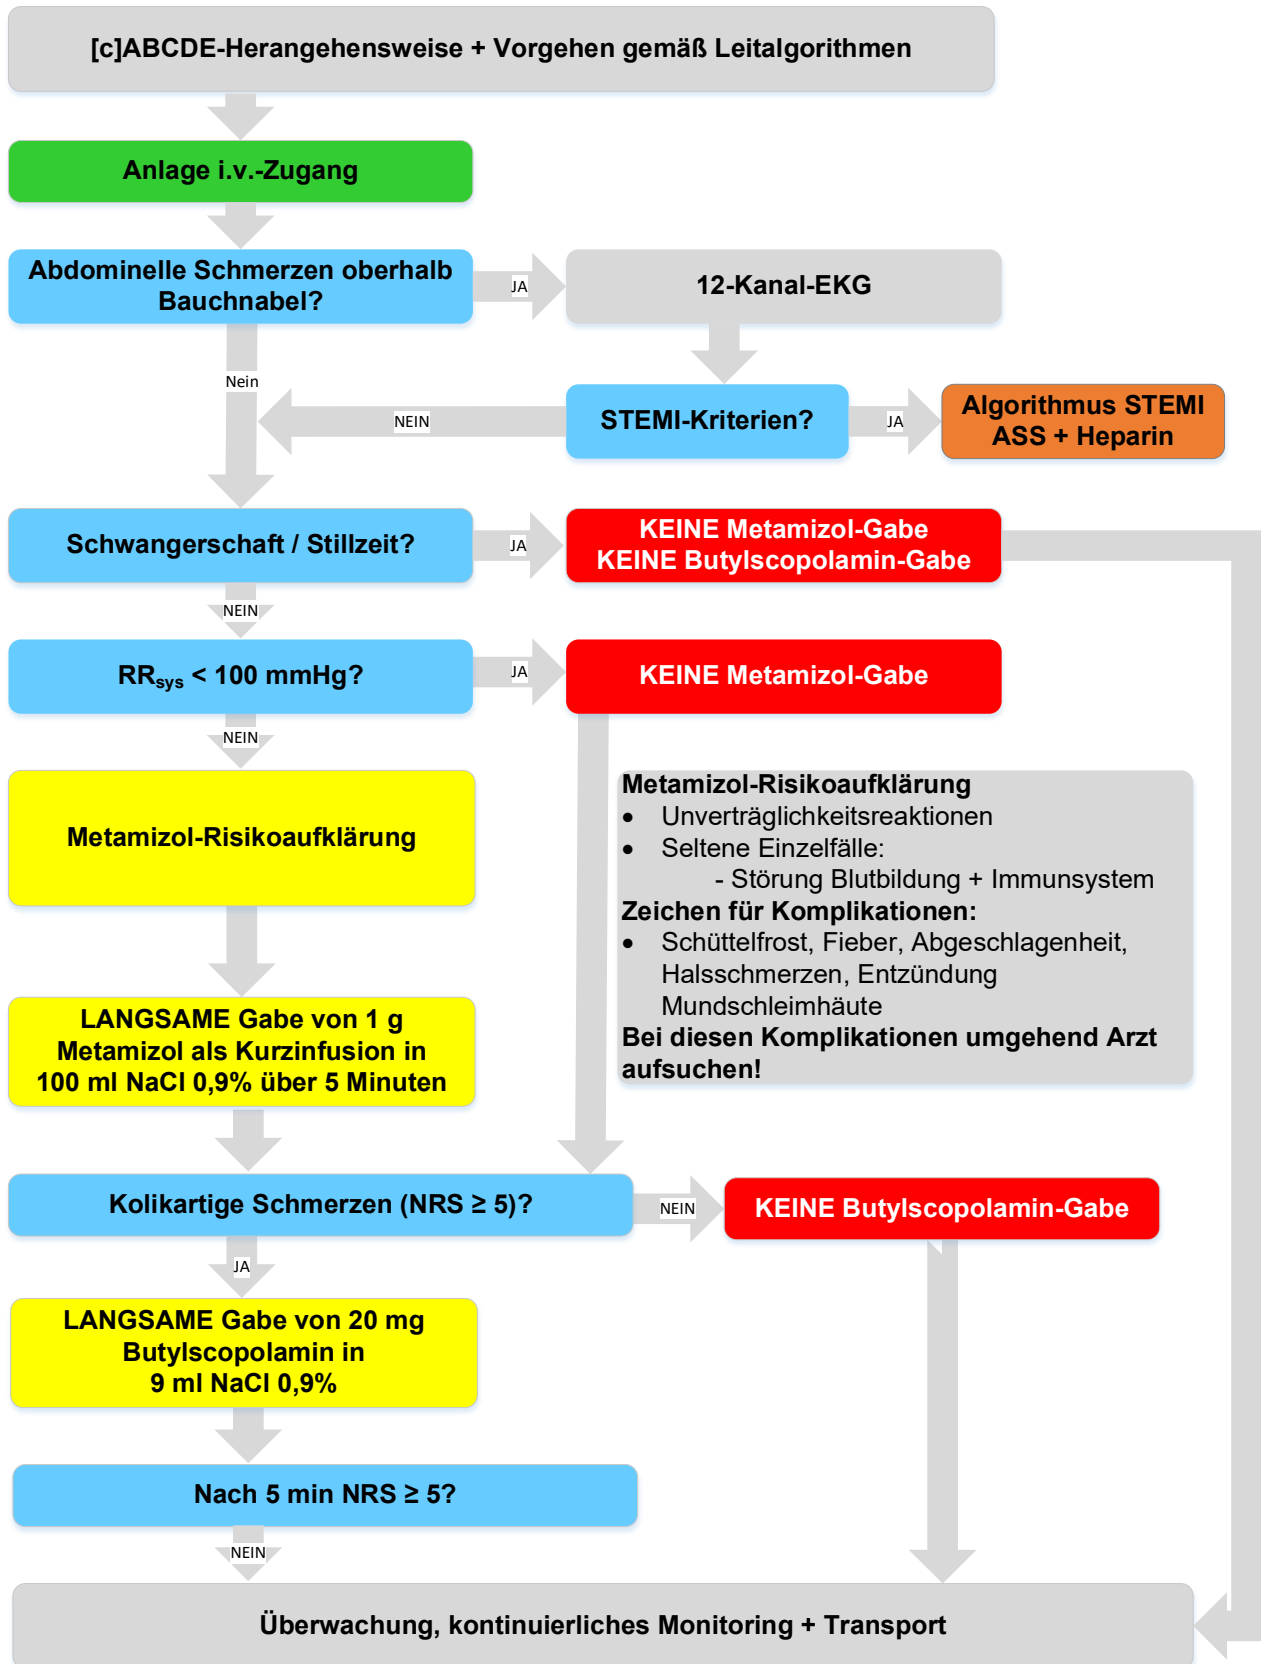 [c]ABCDE-Herangehensweise + Vorgehen gemäß Leitalgorithmen
Anlage i.v.-Zugang
Abdominelle Schmerzen oberhalb
Bauchnabel?
JA
12-Kanal-EKG
Nein
STEMI-Kriterien?
NEIN
JA
Algorithmus STEMI
ASS + Heparin
Schwangerschaft / Stillzeit?
JA
KEINE Metamizol-Gabe
KEINE Butylscopolamin-Gabe
NEIN
RRsys < 100 mmHg?
JA
KEINE Metamizol-Gabe
NEIN
Metamizol-Risikoaufklärung
Metamizol-Risikoaufklärung
• Unverträglichkeitsreaktionen
• Seltene Einzelfälle:
- Störung Blutbildung + Immunsystem
Zeichen für Komplikationen:
• Schüttelfrost, Fieber, Abgeschlagenheit,
Halsschmerzen, Entzündung
Mundschleimhäute
Bei diesen Komplikationen umgehend Arzt
aufsuchen!
LANGSAME Gabe von 1 g
Metamizol als Kurzinfusion in
100 ml NaCl 0,9% über 5 Minuten
Kolikartige Schmerzen (NRS ≥ 5)?
NEIN
KEINE Butylscopolamin-Gabe
JA
LANGSAME Gabe von 20 mg
Butylscopolamin in
9 ml NaCl 0,9%
Nach 5 min NRS ≥ 5?
NEIN
Überwachung, kontinuierliches Monitoring + Transport